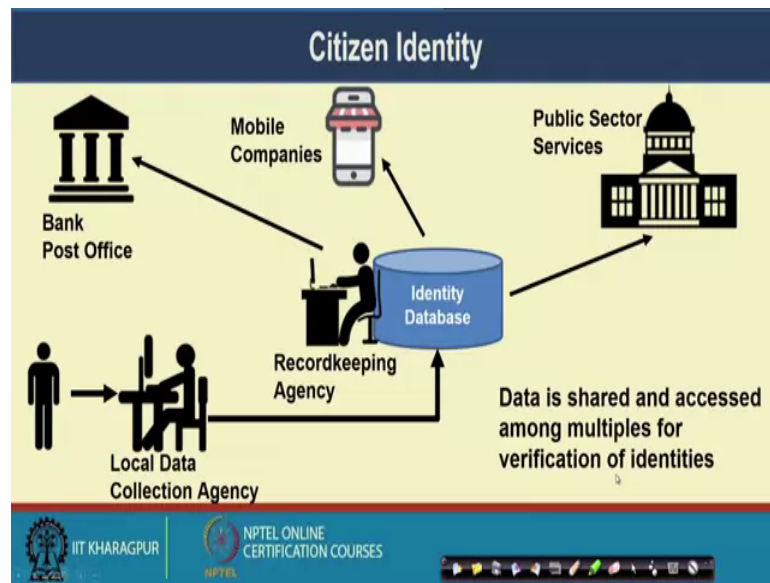 Citizen Identity
Mobile
Companies
Public Sector
Services
Bank
Post Office
Identity
Database
Recordkeeping
Agency
Local Data
Collection Agency
Data is shared and accessed
among multiples for
verification of identities
IIT KHARAGPUR
NPTEL ONLINE
CERTIFICATION COURSES
NPTEL